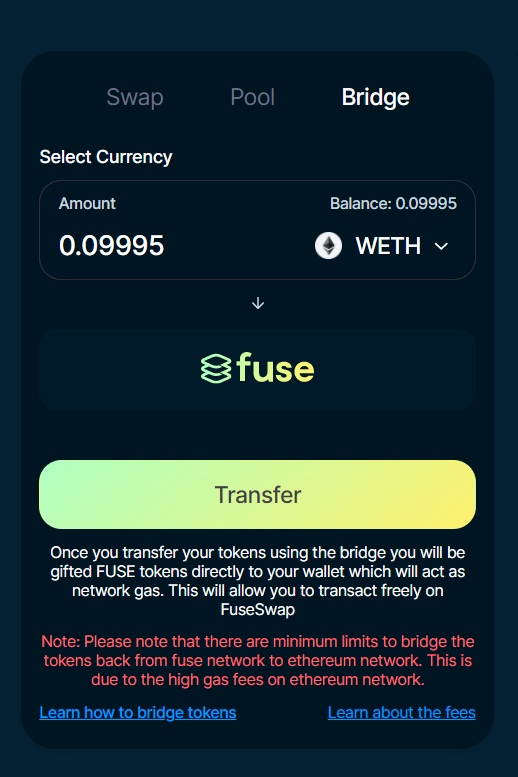 Swap Pool Bridge
Select Currency
Amount Balance: 0.09995
0.09995 WETH
fuse
Transfer
Once you transfer your tokens using the bridge you will be
gifted FUSE tokens directly to your wallet which will act as
network gas. This will allow you to transact freely on
FuseSwap
Note: Please note that there are minimum limits to bridge the
tokens back from fuse network to ethereum network. This is
due to the high gas fees on ethereum network.
Learn how to bridge tokens Learn about the fees